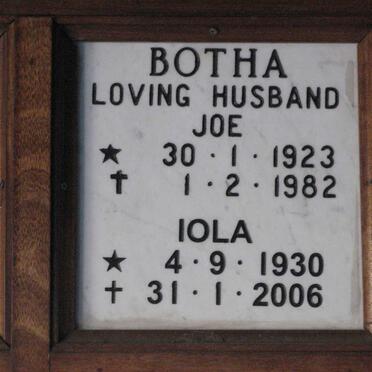 BOTHA
LOVING HUSBAND
JOE
★ 30 · 1 · 1923
✝ 1 · 2 · 1982
IOLA
★ 4 · 9 · 1930
✝ 31 · 1 · 2006